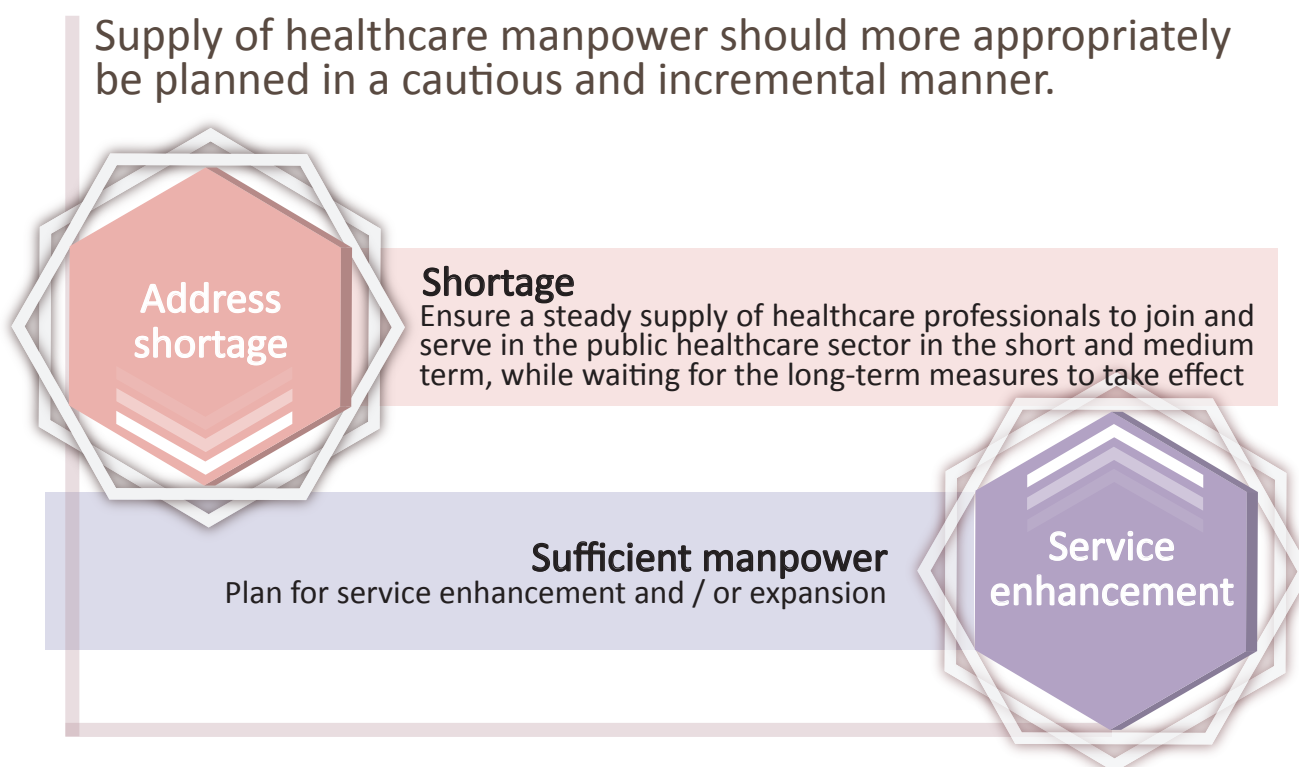 Supply of healthcare manpower should more appropriately
be planned in a cautious and incremental manner.
Address
shortage
Shortage
Ensure a steady supply of healthcare professionals to join and
serve in the public healthcare sector in the short and medium
term, while waiting for the long-term measures to take effect
Sufficient manpower
Plan for service enhancement and / or expansion
Service
enhancement